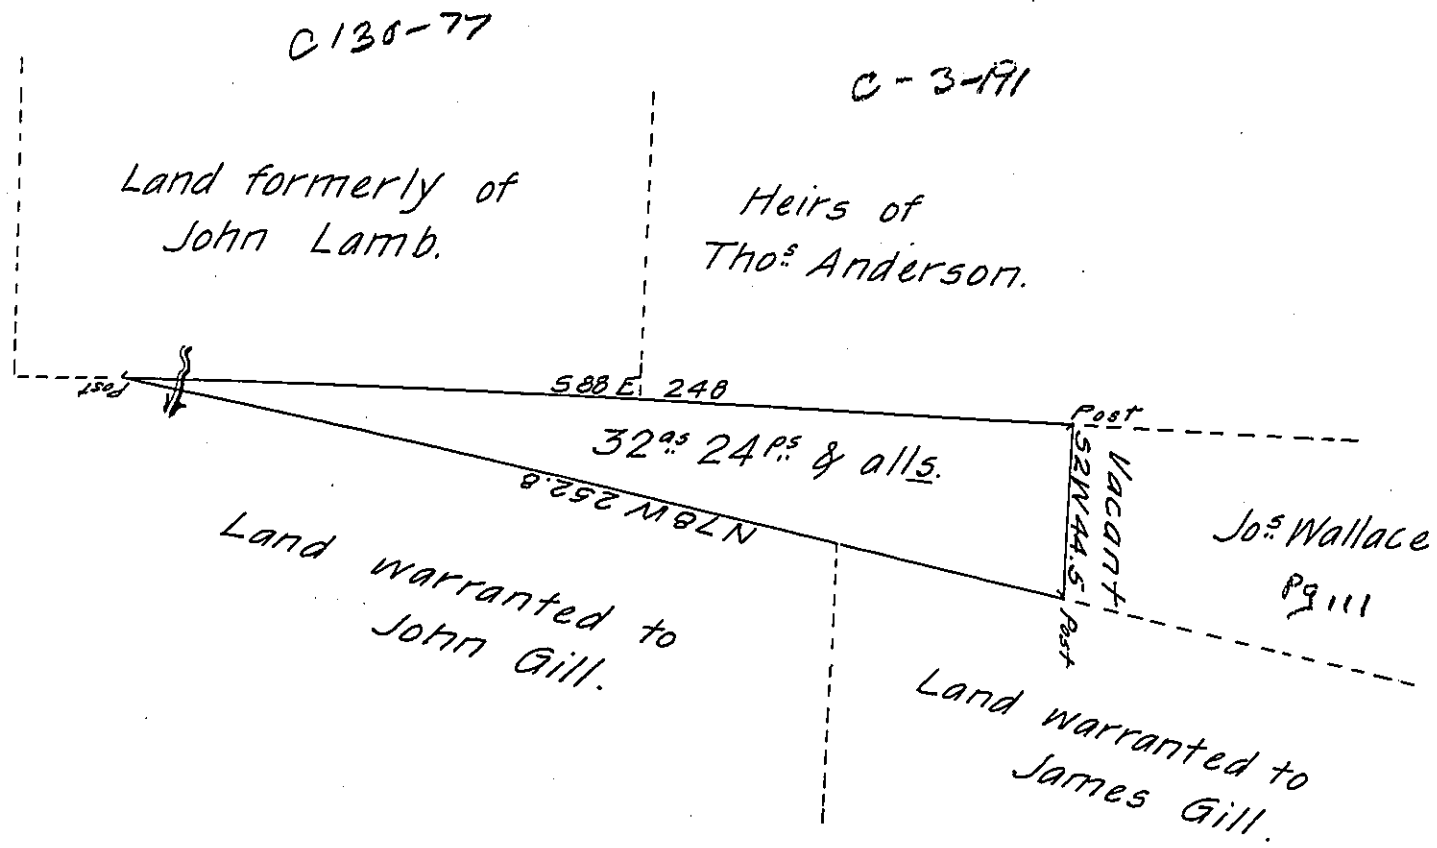 C130-77
C-3-191
Land formerly of
John Lamb.
Heirs of
Thos. Anderson.
Post
S88E 248
Post
32as 24ps & alls.
S2W 44.5
Vacant
N78W 252.8
Jos. Wallace
Pg 111
Post
Land warranted to
John Gill.
Land warranted to
James Gill.